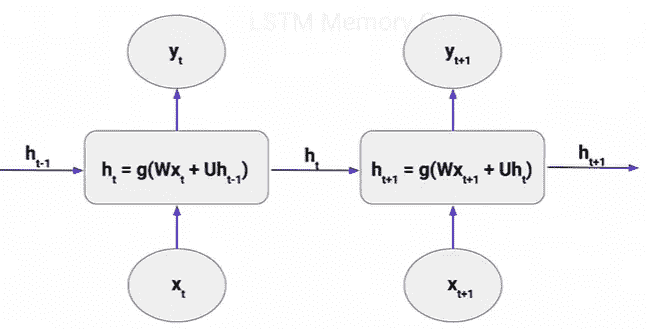 LSTM Memory
y_t y_{t+1}
h_{t-1} h_t = g(Wx_t + Uh_{t-1}) h_t h_{t+1} = g(Wx_{t+1} + Uh_t) h_{t+1}
x_t x_{t+1}